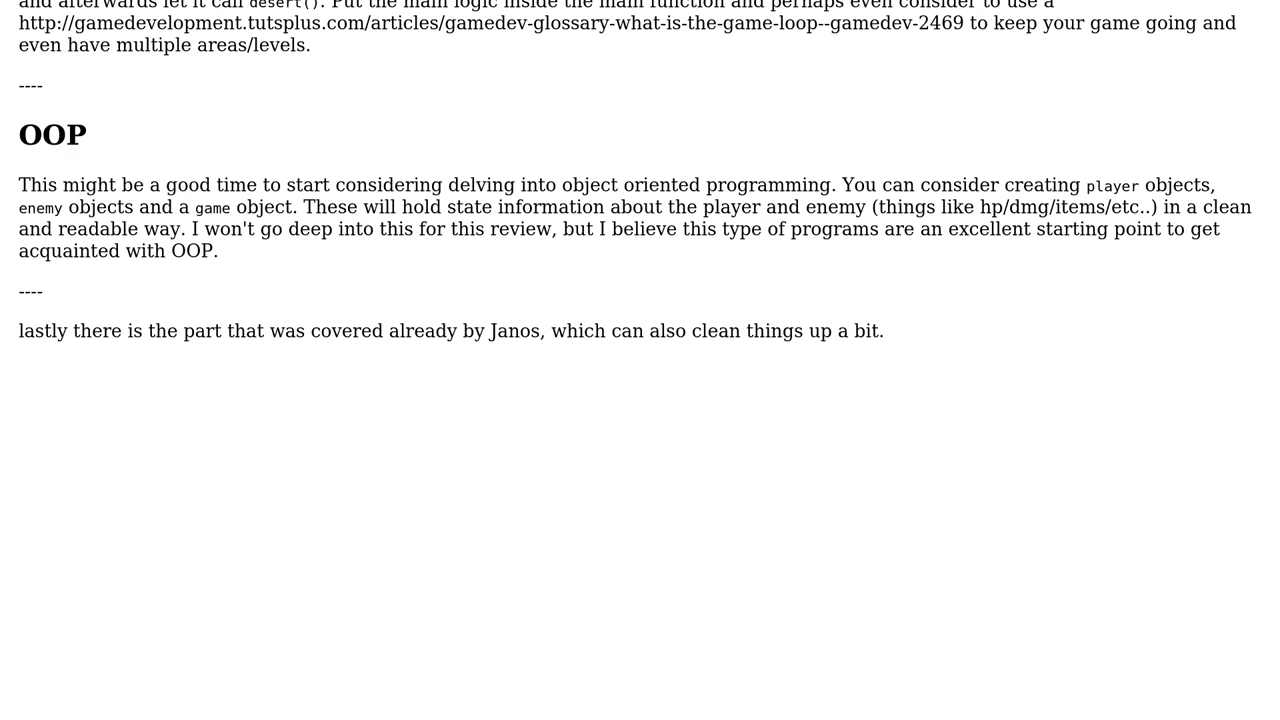 and afterwards let it call desert(). Put the main logic inside the main function and perhaps even consider to use a
http://gamedevelopment.tutsplus.com/articles/gamedev-glossary-what-is-the-game-loop--gamedev-2469 to keep your game going and
even have multiple areas/levels.
----
OOP
This might be a good time to start considering delving into object oriented programming. You can consider creating player objects,
enemy objects and a game object. These will hold state information about the player and enemy (things like hp/dmg/items/etc..) in a clean
and readable way. I won't go deep into this for this review, but I believe this type of programs are an excellent starting point to get
acquainted with OOP.
----
lastly there is the part that was covered already by Janos, which can also clean things up a bit.